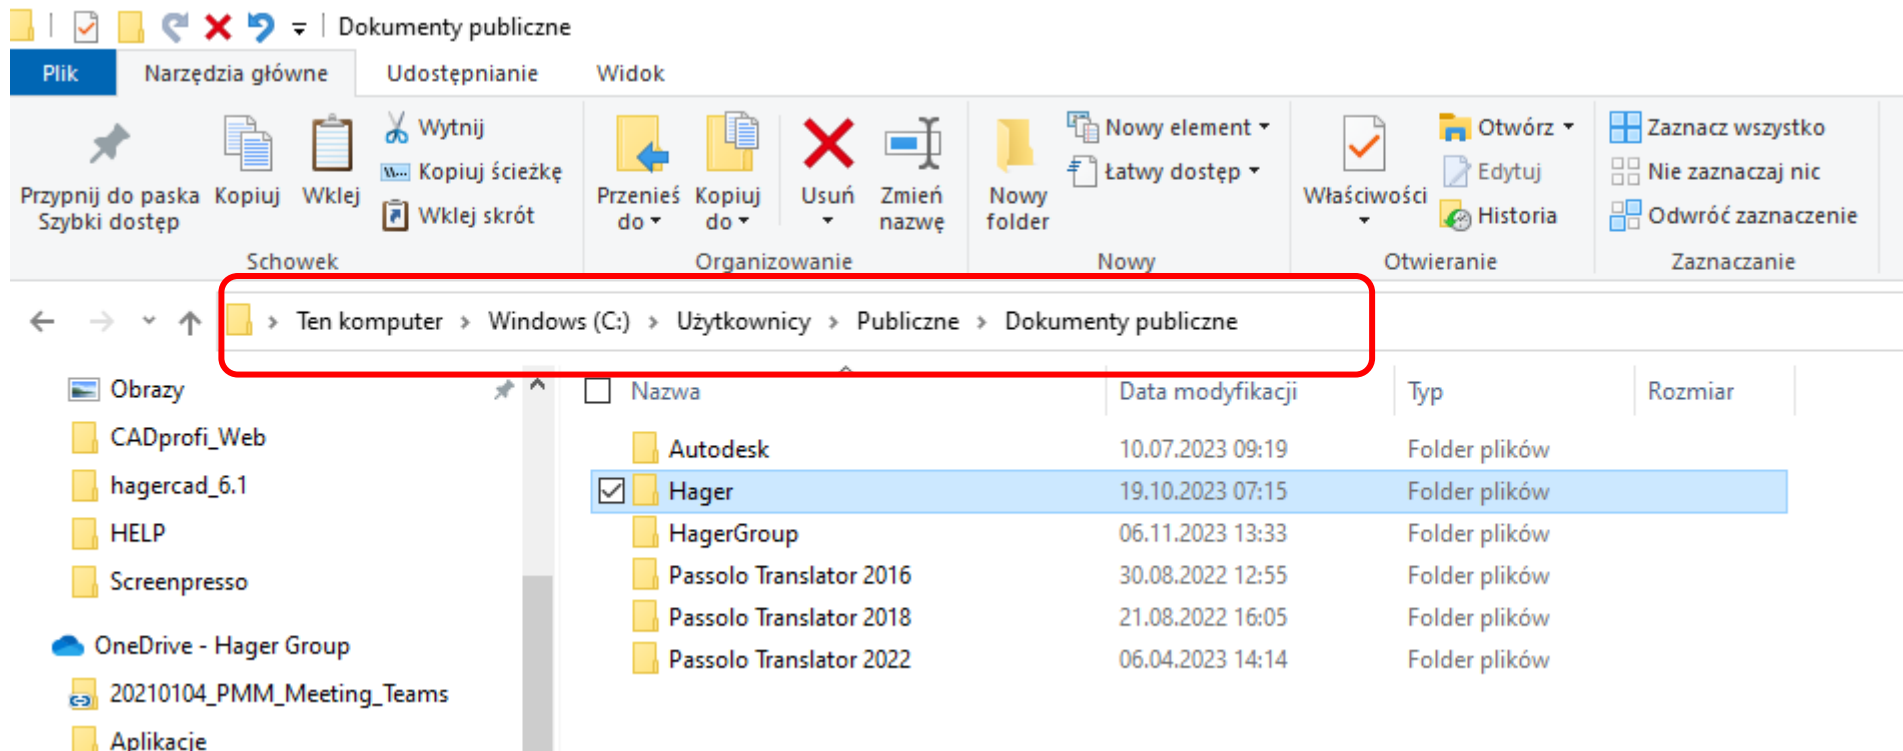 Dokumenty publiczne
Plik Narzędzia główne Udostępnianie Widok
Przypnij do paska
Szybki dostęp
Kopiuj
Wklej
Wytnij
Kopiuj ścieżkę
Wklej skrót
Schowek
Przenieś
do
Kopiuj
do
Usuń
Zmień
nazwę
Organizowanie
Nowy
folder
Nowy element
Łatwy dostęp
Nowy
Właściwości
Otwórz
Edytuj
Historia
Otwieranie
Zaznacz wszystko
Nie zaznaczaj nic
Odwróć zaznaczenie
Zaznaczanie
Ten komputer > Windows (C:) > Użytkownicy > Publiczne > Dokumenty publiczne
Obrazy
CADprofi_Web
hagercad_6.1
HELP
Screenpresso
OneDrive - Hager Group
20210104_PMM_Meeting_Teams
Aplikacje
Nazwa Data modyfikacji Typ Rozmiar
Autodesk 10.07.2023 09:19 Folder plików
Hager 19.10.2023 07:15 Folder plików
HagerGroup 06.11.2023 13:33 Folder plików
Passolo Translator 2016 30.08.2022 12:55 Folder plików
Passolo Translator 2018 21.08.2022 16:05 Folder plików
Passolo Translator 2022 06.04.2023 14:14 Folder plików